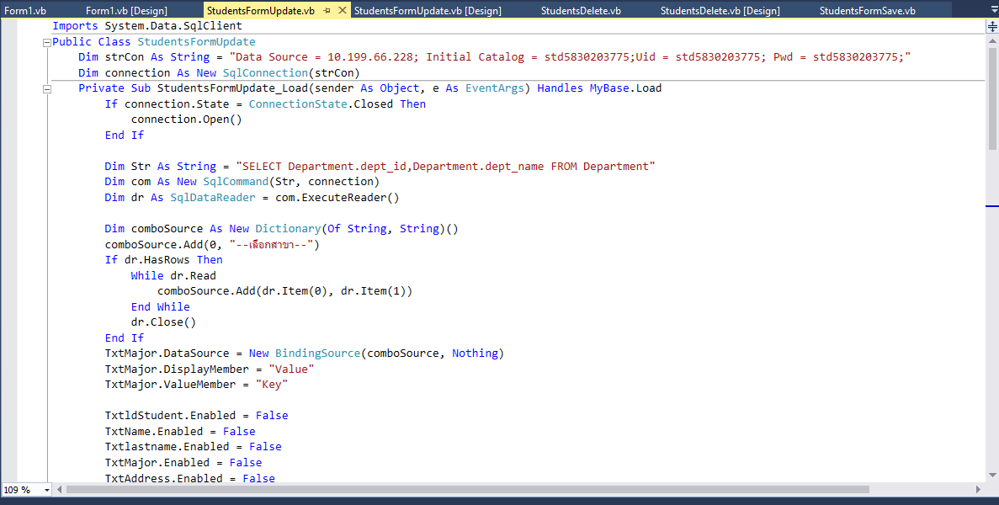 Form1.vb Form1.vb [Design] StudentsFormUpdate.vb StudentsFormUpdate.vb [Design] StudentsDelete.vb StudentsDelete.vb [Design] StudentsFormSave.vb
Imports System.Data.SqlClient
Public Class StudentsFormUpdate
Dim strCon As String = "Data Source = 10.199.66.228; Initial Catalog = std5830203775;Uid = std5830203775; Pwd = std5830203775;"
Dim connection As New SqlConnection(strCon)
Private Sub StudentsFormUpdate_Load(sender As Object, e As EventArgs) Handles MyBase.Load
If connection.State = ConnectionState.Closed Then
connection.Open()
End If
Dim Str As String = "SELECT Department.dept_id,Department.dept_name FROM Department"
Dim com As New SqlCommand(Str, connection)
Dim dr As SqlDataReader = com.ExecuteReader()
Dim comboSource As New Dictionary(Of String, String)()
comboSource.Add(0, "--เลือกสาขา--")
If dr.HasRows Then
While dr.Read
comboSource.Add(dr.Item(0), dr.Item(1))
End While
dr.Close()
End If
TxtMajor.DataSource = New BindingSource(comboSource, Nothing)
TxtMajor.DisplayMember = "Value"
TxtMajor.ValueMember = "Key"
TxtldStudent.Enabled = False
TxtName.Enabled = False
Txtlastname.Enabled = False
TxtMajor.Enabled = False
TxtAddress.Enabled = False
109 %